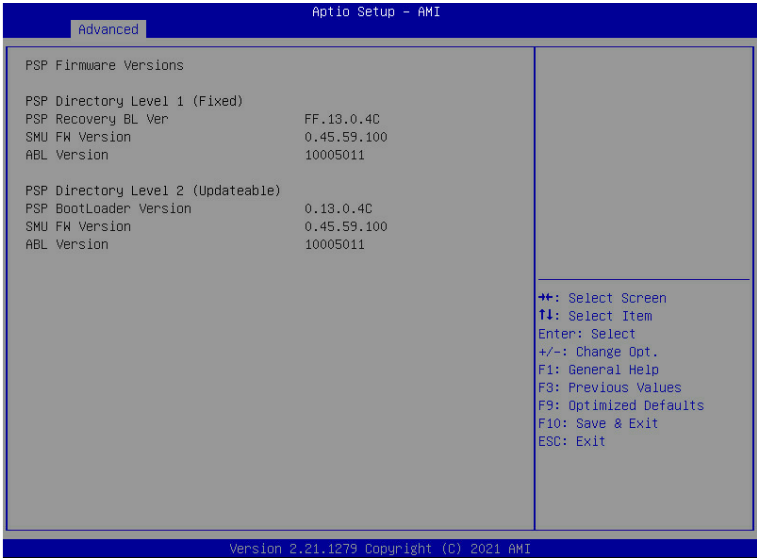 Aptio Setup – AMI
Advanced
PSP Firmware Versions
PSP Directory Level 1 (Fixed)
PSP Recovery BL Ver FF.13.0.4C
SMU FW Version 0.45.59.100
ABL Version 10005011
PSP Directory Level 2 (Updateable)
PSP BootLoader Version 0.13.0.4C
SMU FW Version 0.45.59.100
ABL Version 10005011
→←: Select Screen
↑↓: Select Item
Enter: Select
+/-: Change Opt.
F1: General Help
F3: Previous Values
F9: Optimized Defaults
F10: Save & Exit
ESC: Exit
Version 2.21.1279 Copyright (C) 2021 AMI